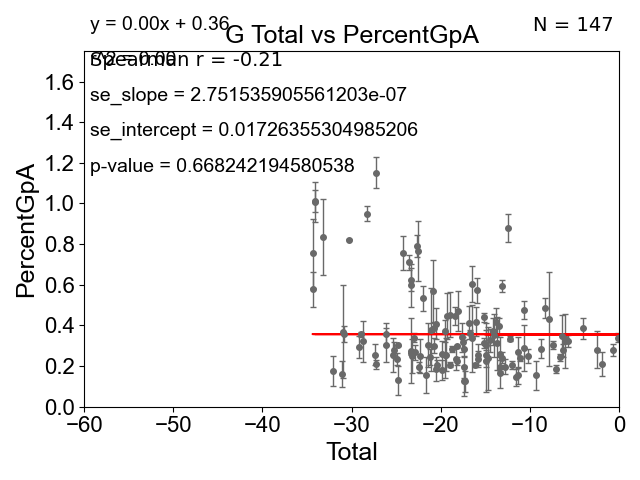 y = 0.00x + 0.36
N = 147
G Total vs PercentGpA
Spearman r = -0.21
se_slope = 2.751535905561203e-07
se_intercept = 0.01726355304985206
p-value = 0.668242194580538
PercentGpA
1.6
1.4
1.2
1.0
0.8
0.6
0.4
0.2
0.0
−60
−50
−40
−30
−20
−10
0
Total